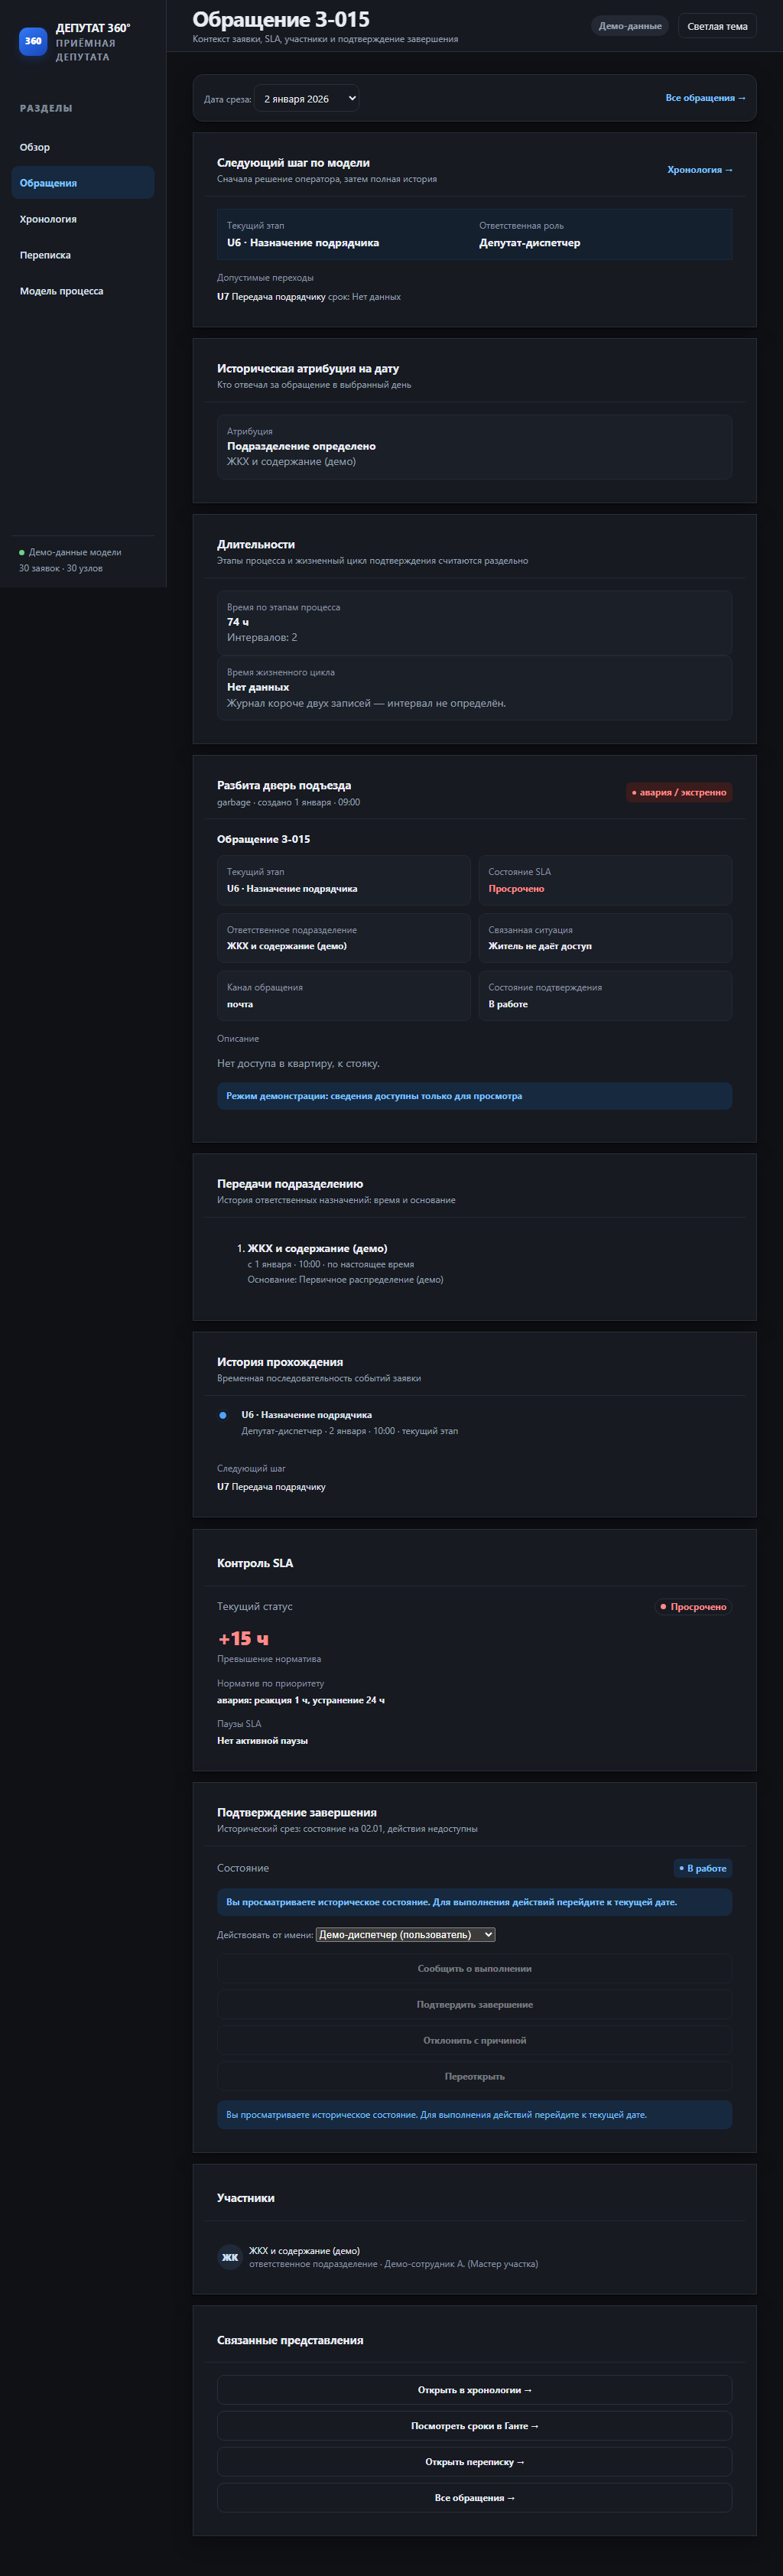 360
ДЕПУТАТ 360°
ПРИЁМНАЯ
ДЕПУТАТА
РАЗДЕЛЫ
Обзор
Обращения
Хронология
Переписка
Модель процесса
Демо-данные модели
30 заявок · 30 узлов
Обращение З-015
Контекст заявки, SLA, участники и подтверждение завершения
Демо-данные
Светлая тема
Дата среза: 2 января 2026
Все обращения →
Следующий шаг по модели
Сначала решение оператора, затем полная история
Хронология →
Текущий этап
U6 · Назначение подрядчика
Ответственная роль
Депутат-диспетчер
Допустимые переходы
U7 Передача подрядчику срок: Нет данных
Историческая атрибуция на дату
Кто отвечал за обращение в выбранный день
Атрибуция
Подразделение определено
ЖКХ и содержание (демо)
Длительности
Этапы процесса и жизненный цикл подтверждения считаются раздельно
Время по этапам процесса
74 ч
Интервалов: 2
Время жизненного цикла
Нет данных
Журнал короче двух записей — интервал не определён.
Разбита дверь подъезда
garbage · создано 1 января · 09:00
авария / экстренно
Обращение З-015
Текущий этап
U6 · Назначение подрядчика
Состояние SLA
Просрочено
Ответственное подразделение
ЖКХ и содержание (демо)
Связанная ситуация
Житель не даёт доступ
Канал обращения
почта
Состояние подтверждения
В работе
Описание
Нет доступа в квартиру, к стояку.
Режим демонстрации: сведения доступны только для просмотра
Передачи подразделению
История ответственных назначений: время и основание
1. ЖКХ и содержание (демо)
с 1 января · 10:00 · по настоящее время
Основание: Первичное распределение (демо)
История прохождения
Временная последовательность событий заявки
U6 · Назначение подрядчика
Депутат-диспетчер · 2 января · 10:00 · текущий этап
Следующий шаг
U7 Передача подрядчику
Контроль SLA
Текущий статус
Просрочено
+15 ч
Превышение норматива
Норматив по приоритету
авария: реакция 1 ч, устранение 24 ч
Паузы SLA
Нет активной паузы
Подтверждение завершения
Исторический срез: состояние на 02.01, действия недоступны
Состояние
В работе
Вы просматриваете историческое состояние. Для выполнения действий перейдите к текущей дате.
Действовать от имени: Демо-диспетчер (пользователь)
Сообщить о выполнении
Подтвердить завершение
Отклонить с причиной
Переоткрыть
Вы просматриваете историческое состояние. Для выполнения действий перейдите к текущей дате.
Участники
ЖК
ЖКХ и содержание (демо)
ответственное подразделение · Демо-сотрудник А. (Мастер участка)
Связанные представления
Открыть в хронологии →
Посмотреть сроки в Ганте →
Открыть переписку →
Все обращения →